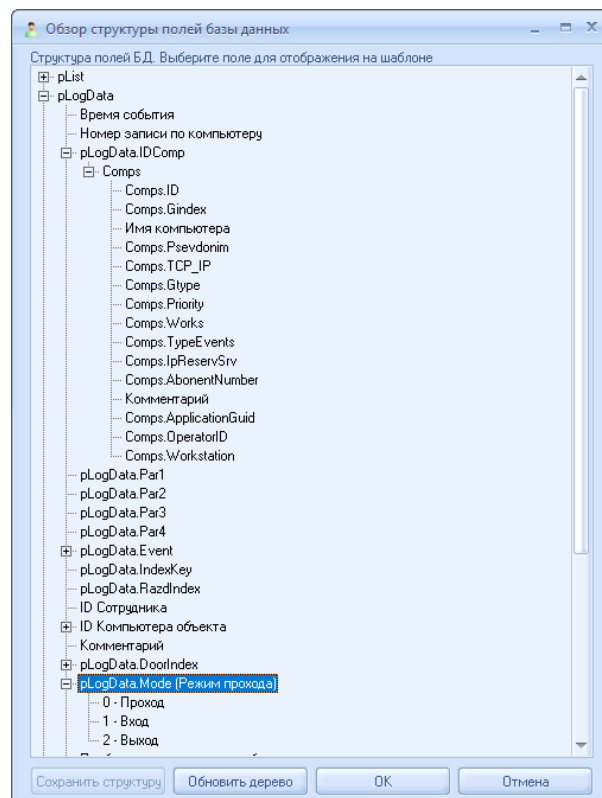 Обзор структуры полей базы данных
Структура полей БД. Выберите поле для отображения на шаблоне
pList
pLogData
Время события
Номер записи по компьютеру
pLogData.IDComp
Comps
Comps.ID
Comps.Gindex
Имя компьютера
Comps.Psevdonim
Comps.TCP_IP
Comps.Gtype
Comps.Priority
Comps.Works
Comps.TypeEvents
Comps.IpReservSrv
Comps.AbonentNumber
Комментарий
Comps.ApplicationGuid
Comps.OperatorID
Comps.Workstation
pLogData.Par1
pLogData.Par2
pLogData.Par3
pLogData.Par4
pLogData.Event
pLogData.IndexKey
pLogData.RazdIndex
ID Сотрудника
ID Компьютера объекта
Комментарий
pLogData.DoorIndex
pLogData.Mode (Режим прохода)
0 - Проход
1 - Вход
2 - Выход
Сохранить структуру Обновить дерево OK Отмена